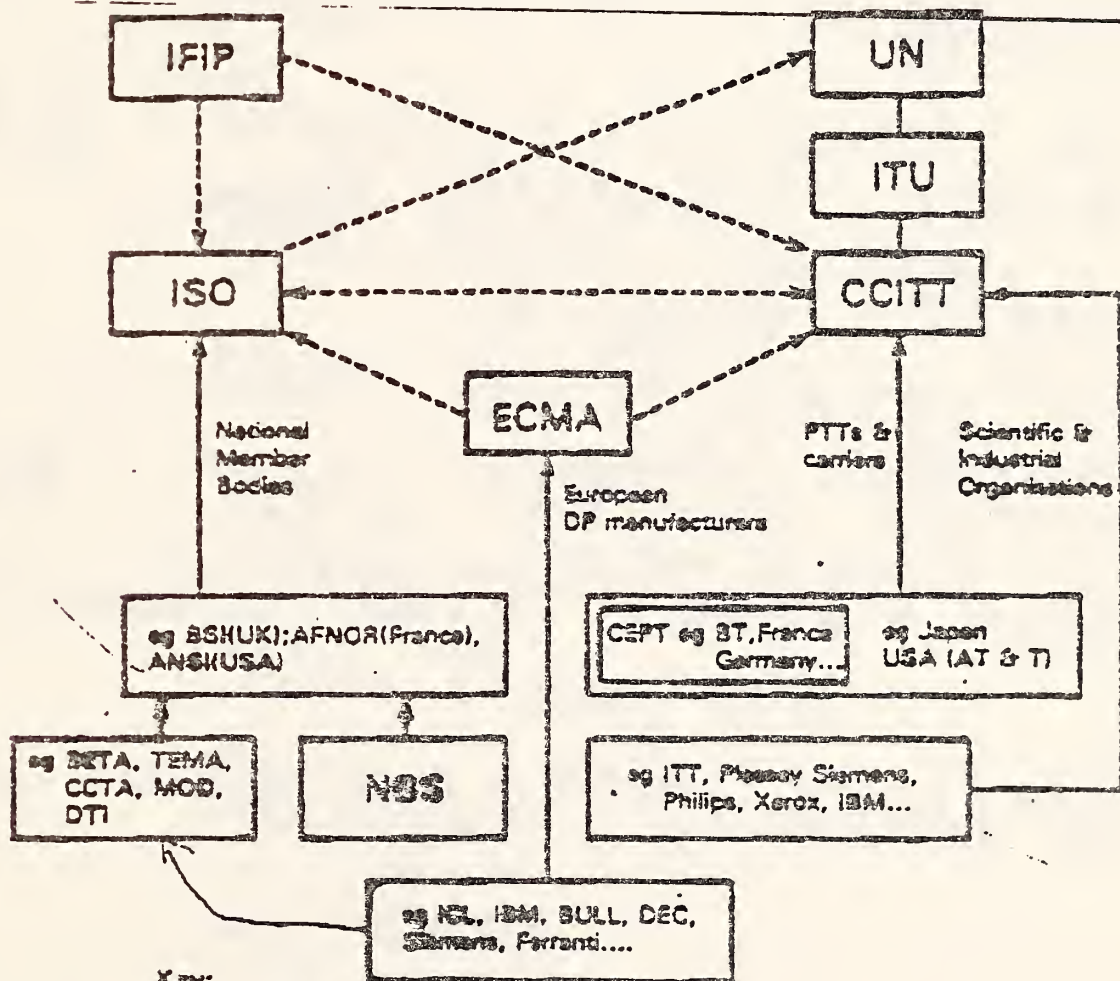 IFIP
UN
ITU
ISO
CCITT
ECMA
National
Member
Bodies
European
DP manufacturers
PTTs &
carriers
Scientific &
Industrial
Organisations
eg BSI(UK);AFNOR(France),
ANSI(USA)
CEPT eg BT,France
Germany...
eg Japan
USA (AT & T)
eg BETA, TEMA,
CCTA, MOD,
DTI
NBS
eg ITT, Plessey Siemens,
Philips, Xerox, IBM...
eg ICL, IBM, BULL, DEC,
Siemens, Ferranti....
Key: